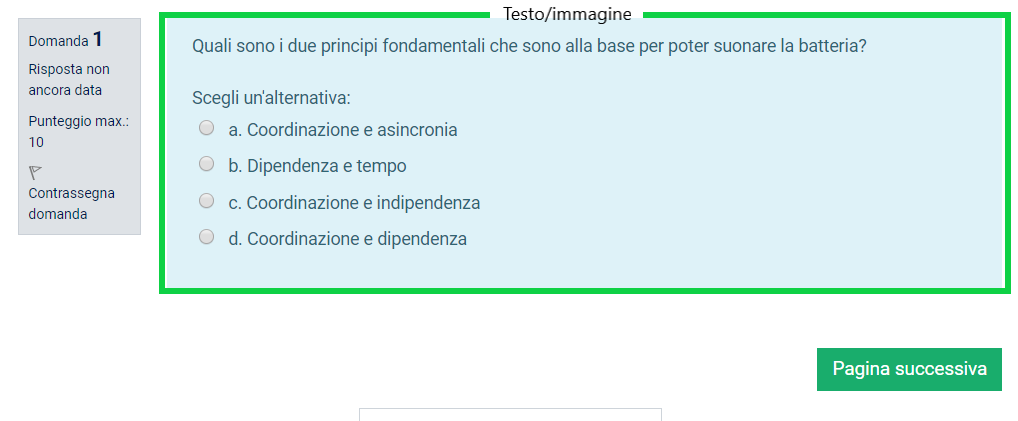 Testo/immagine
Domanda 1
Risposta non
ancora data
Punteggio max.:
10
Contrassegna
domanda
Quali sono i due principi fondamentali che sono alla base per poter suonare la batteria?
Scegli un'alternativa:
a. Coordinazione e asincronia
b. Dipendenza e tempo
c. Coordinazione e indipendenza
d. Coordinazione e dipendenza
Pagina successiva